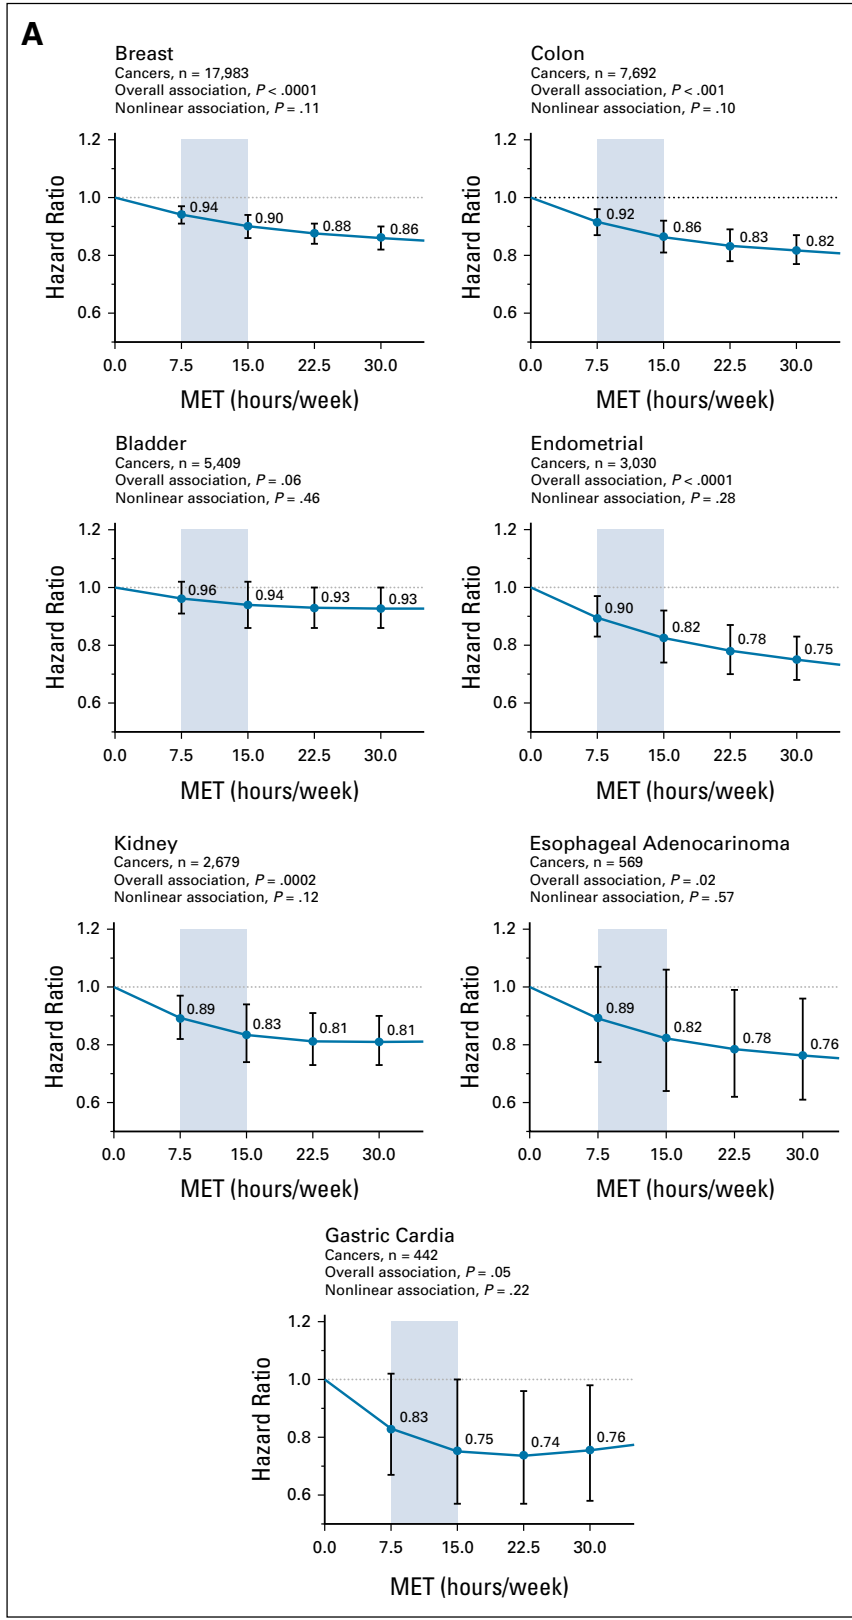 A
Breast
Cancers, n = 17,983
Overall association, P < .0001
Nonlinear association, P = .11
Hazard Ratio
1.2
1.0
0.8
0.6
0.94
0.90
0.88
0.86
0.0 7.5 15.0 22.5 30.0
MET (hours/week)
Colon
Cancers, n = 7,692
Overall association, P < .001
Nonlinear association, P = .10
Hazard Ratio
1.2
1.0
0.8
0.6
0.92
0.86
0.83
0.82
0.0 7.5 15.0 22.5 30.0
MET (hours/week)
Bladder
Cancers, n = 5,409
Overall association, P = .06
Nonlinear association, P = .46
Hazard Ratio
1.2
1.0
0.8
0.6
0.96
0.94
0.93
0.93
0.0 7.5 15.0 22.5 30.0
MET (hours/week)
Endometrial
Cancers, n = 3,030
Overall association, P < .0001
Nonlinear association, P = .28
Hazard Ratio
1.2
1.0
0.8
0.6
0.90
0.82
0.78
0.75
0.0 7.5 15.0 22.5 30.0
MET (hours/week)
Kidney
Cancers, n = 2,679
Overall association, P = .0002
Nonlinear association, P = .12
Hazard Ratio
1.2
1.0
0.8
0.6
0.89
0.83
0.81
0.81
0.0 7.5 15.0 22.5 30.0
MET (hours/week)
Esophageal Adenocarinoma
Cancers, n = 569
Overall association, P = .02
Nonlinear association, P = .57
Hazard Ratio
1.2
1.0
0.8
0.6
0.89
0.82
0.78
0.76
0.0 7.5 15.0 22.5 30.0
MET (hours/week)
Gastric Cardia
Cancers, n = 442
Overall association, P = .05
Nonlinear association, P = .22
Hazard Ratio
1.2
1.0
0.8
0.6
0.83
0.75
0.74
0.76
0.0 7.5 15.0 22.5 30.0
MET (hours/week)